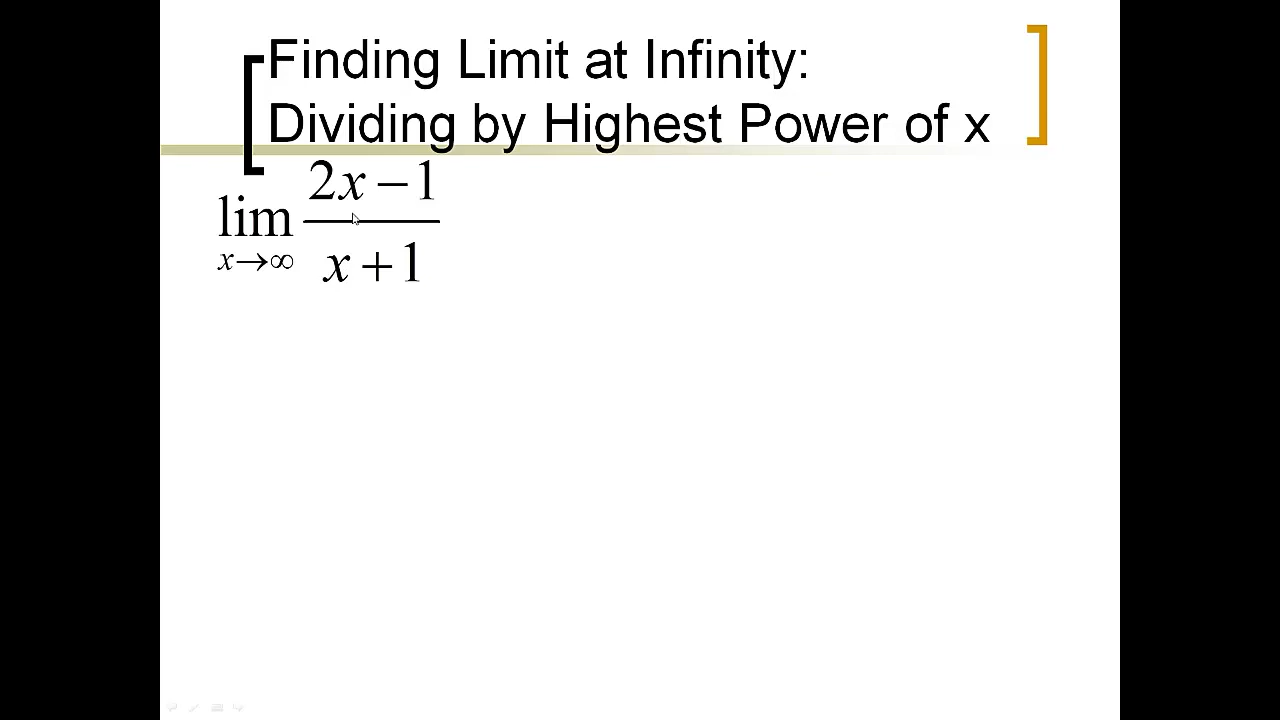 Finding Limit at Infinity:
Dividing by Highest Power of x
lim 2x − 1
x→∞ x + 1